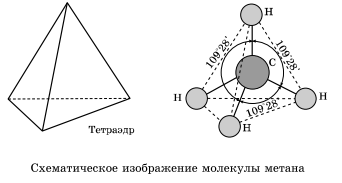 H
109°28'
109°28'
C
H
H
109°28'
H
Тетраэдр
Схематическое изображение молекулы метана